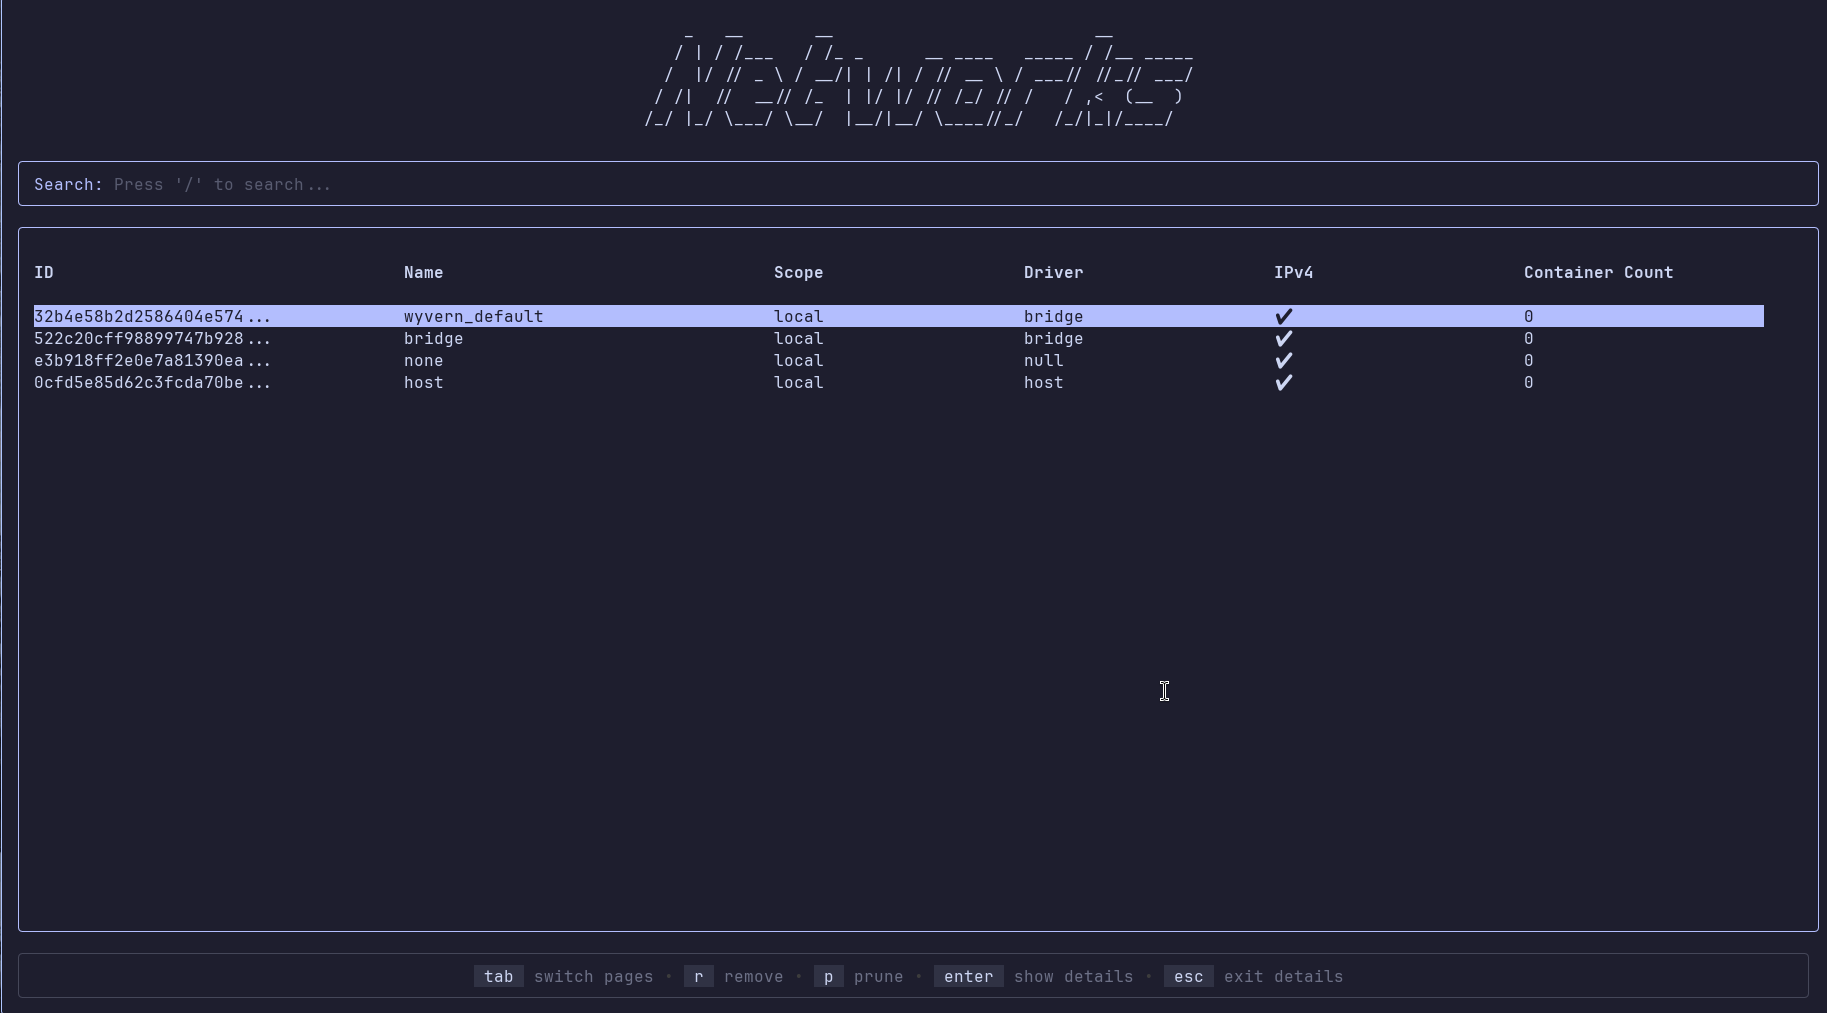 Networks
Search: Press '/' to search...
ID Name Scope Driver IPv4 Container Count
32b4e58b2d2586404e574... wyvern_default local bridge ✔ 0
522c20cff98899747b928... bridge local bridge ✔ 0
e3b918ff2e0e7a81390ea... none local null ✔ 0
0cfd5e85d62c3fcda70be... host local host ✔ 0
tab switch pages • r remove • p prune • enter show details • esc exit details